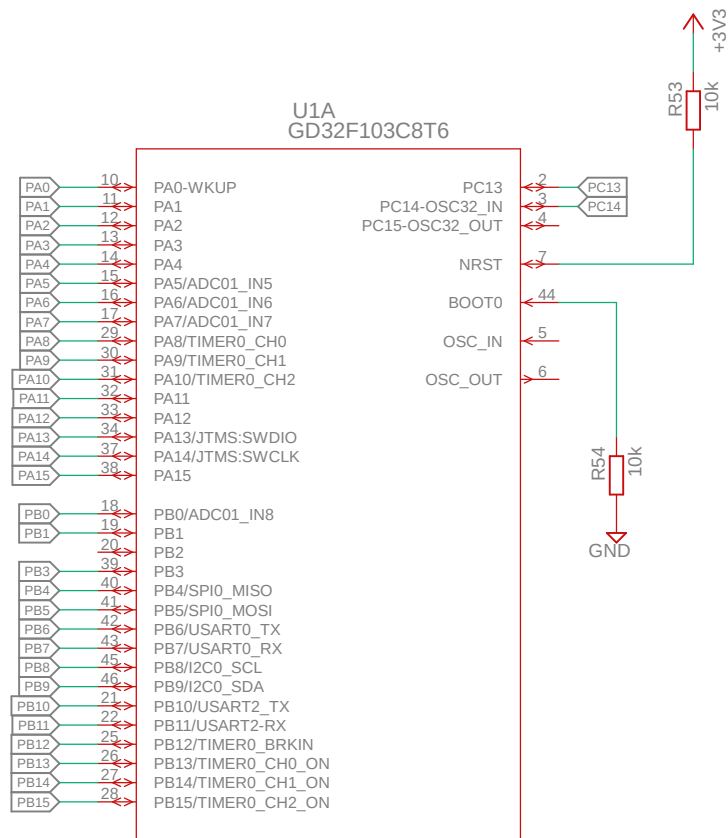 +3V3
R53
10k
U1A
GD32F103C8T6
PA0 10 PA0-WKUP PC13 2 PC13
PA1 11 PA1 PC14-OSC32_IN 3 PC14
PA2 12 PA2 PC15-OSC32_OUT 4
PA3 13 PA3
PA4 14 PA4 NRST 7
PA5 15 PA5/ADC01_IN5
PA6 16 PA6/ADC01_IN6 BOOT0 44
PA7 17 PA7/ADC01_IN7
PA8 29 PA8/TIMER0_CH0 OSC_IN 5
PA9 30 PA9/TIMER0_CH1
PA10 31 PA10/TIMER0_CH2 OSC_OUT 6
PA11 32 PA11
PA12 33 PA12
PA13 34 PA13/JTMS:SWDIO
PA14 37 PA14/JTMS:SWCLK
PA15 38 PA15
R54
10k
GND
PB0 18 PB0/ADC01_IN8
PB1 19 PB1
20 PB2
PB3 39 PB3
PB4 40 PB4/SPI0_MISO
PB5 41 PB5/SPI0_MOSI
PB6 42 PB6/USART0_TX
PB7 43 PB7/USART0_RX
PB8 45 PB8/I2C0_SCL
PB9 46 PB9/I2C0_SDA
PB10 21 PB10/USART2_TX
PB11 22 PB11/USART2-RX
PB12 25 PB12/TIMER0_BRKIN
PB13 26 PB13/TIMER0_CH0_ON
PB14 27 PB14/TIMER0_CH1_ON
PB15 28 PB15/TIMER0_CH2_ON